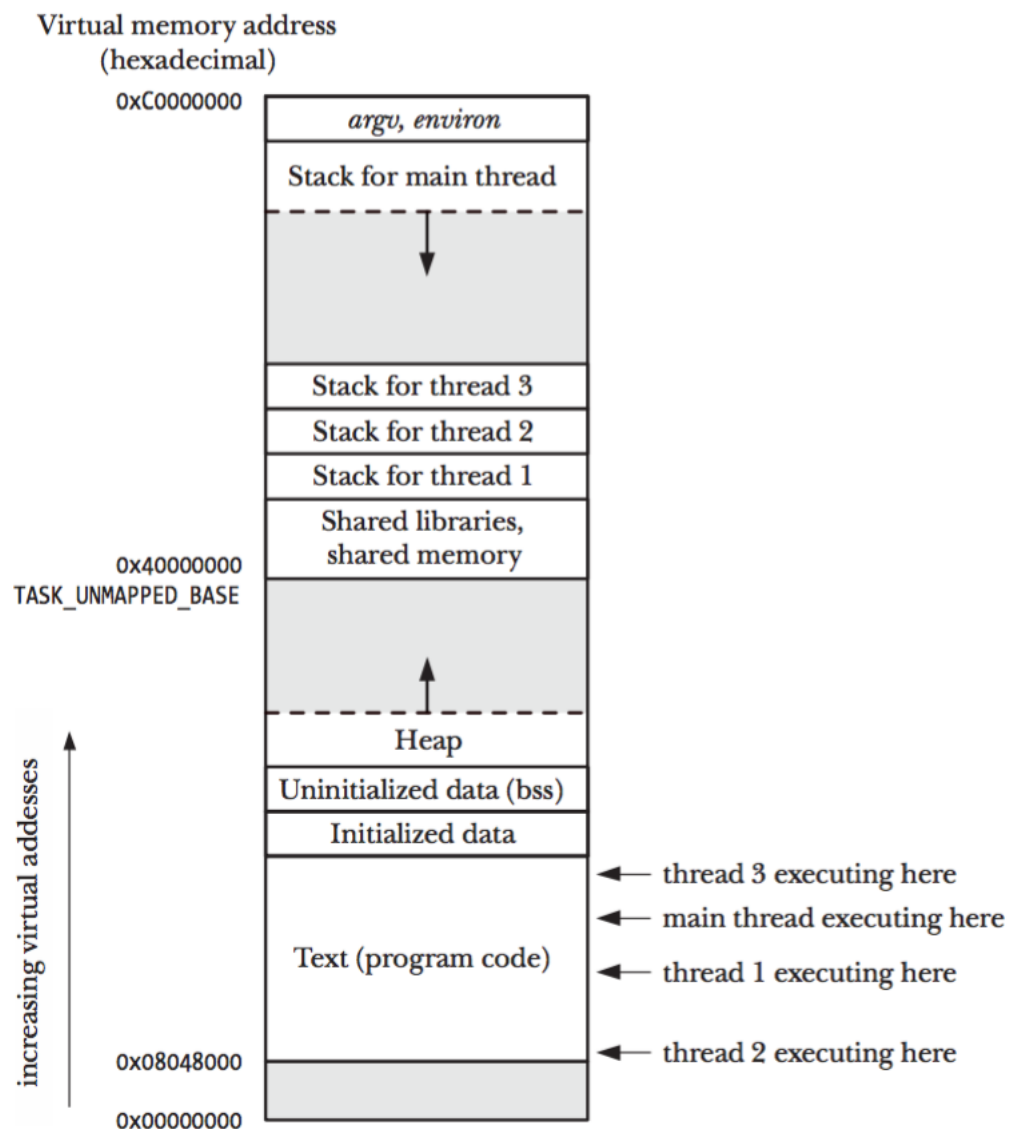 Virtual memory address
(hexadecimal)
0xC0000000
argv, environ
Stack for main thread
Stack for thread 3
Stack for thread 2
Stack for thread 1
Shared libraries,
shared memory
0x40000000
TASK_UNMAPPED_BASE
Heap
Uninitialized data (bss)
Initialized data
thread 3 executing here
main thread executing here
Text (program code)
thread 1 executing here
thread 2 executing here
0x08048000
0x00000000
increasing virtual addesses